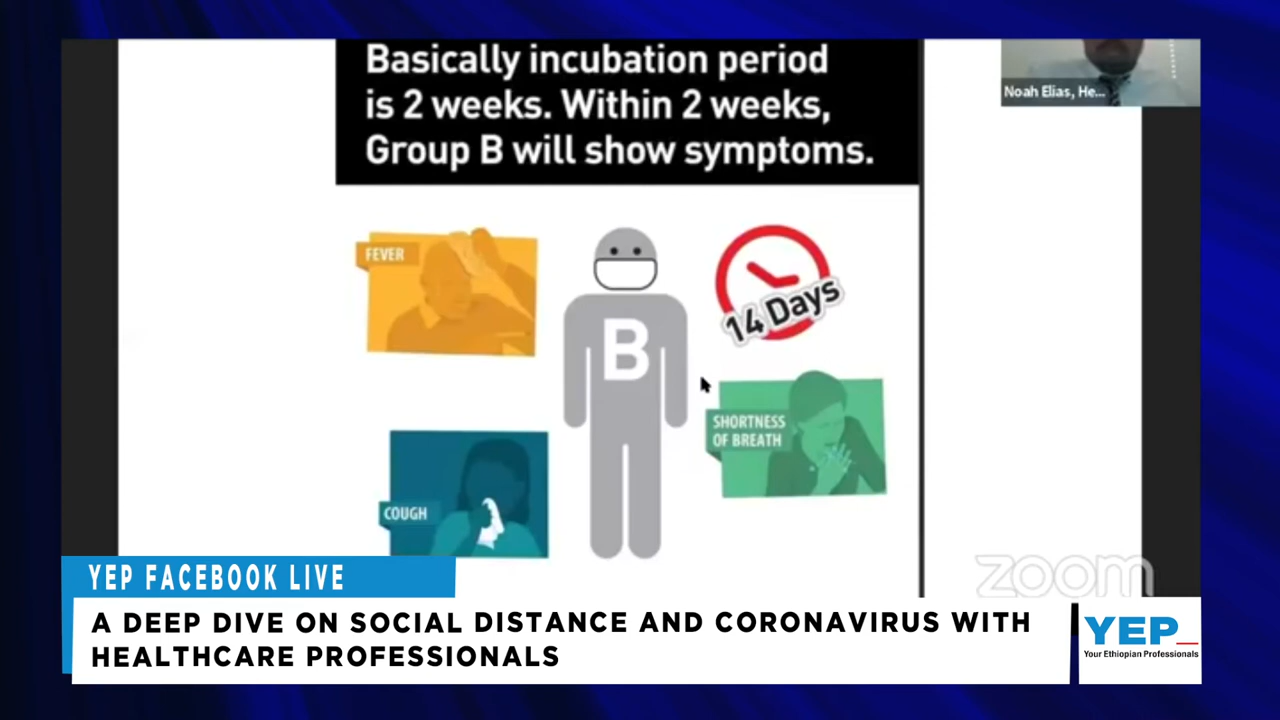 Basically incubation period
is 2 weeks. Within 2 weeks,
Group B will show symptoms.
Noah Elias, He...
FEVER
B
14 Days
SHORTNESS
OF BREATH
COUGH
zoom
YEP FACEBOOK LIVE
A DEEP DIVE ON SOCIAL DISTANCE AND CORONAVIRUS WITH
HEALTHCARE PROFESSIONALS
YEP_
Your Ethiopian Professionals